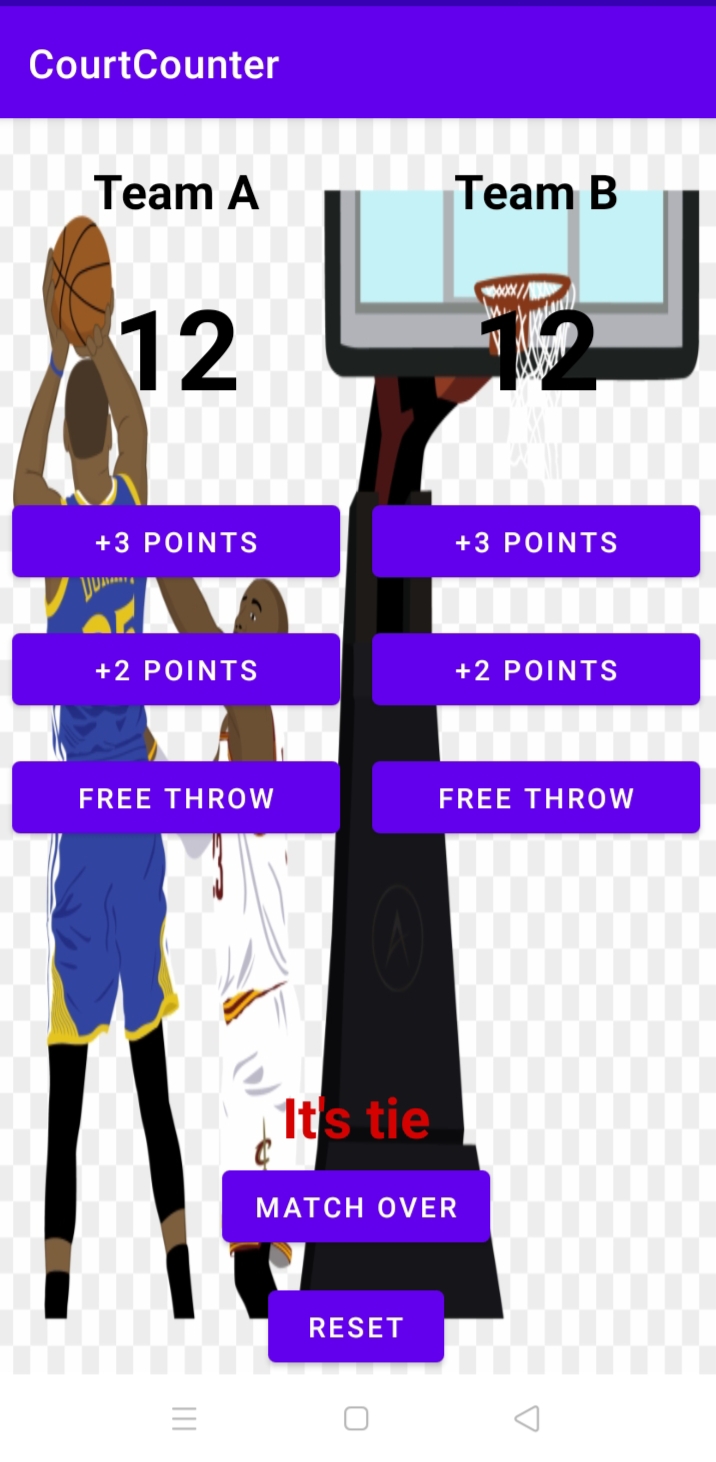 CourtCounter
Team A
Team B
12
12
+3 POINTS
+3 POINTS
+2 POINTS
+2 POINTS
FREE THROW
FREE THROW
It's tie
MATCH OVER
RESET